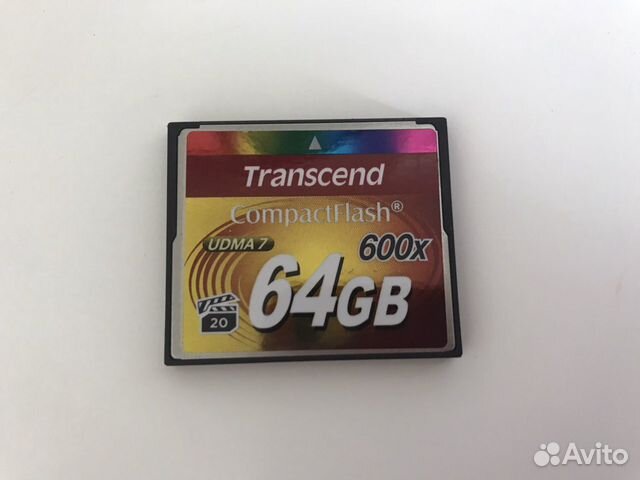 Transcend
CompactFlash®
UDMA 7
600x
64GB
20
Avito